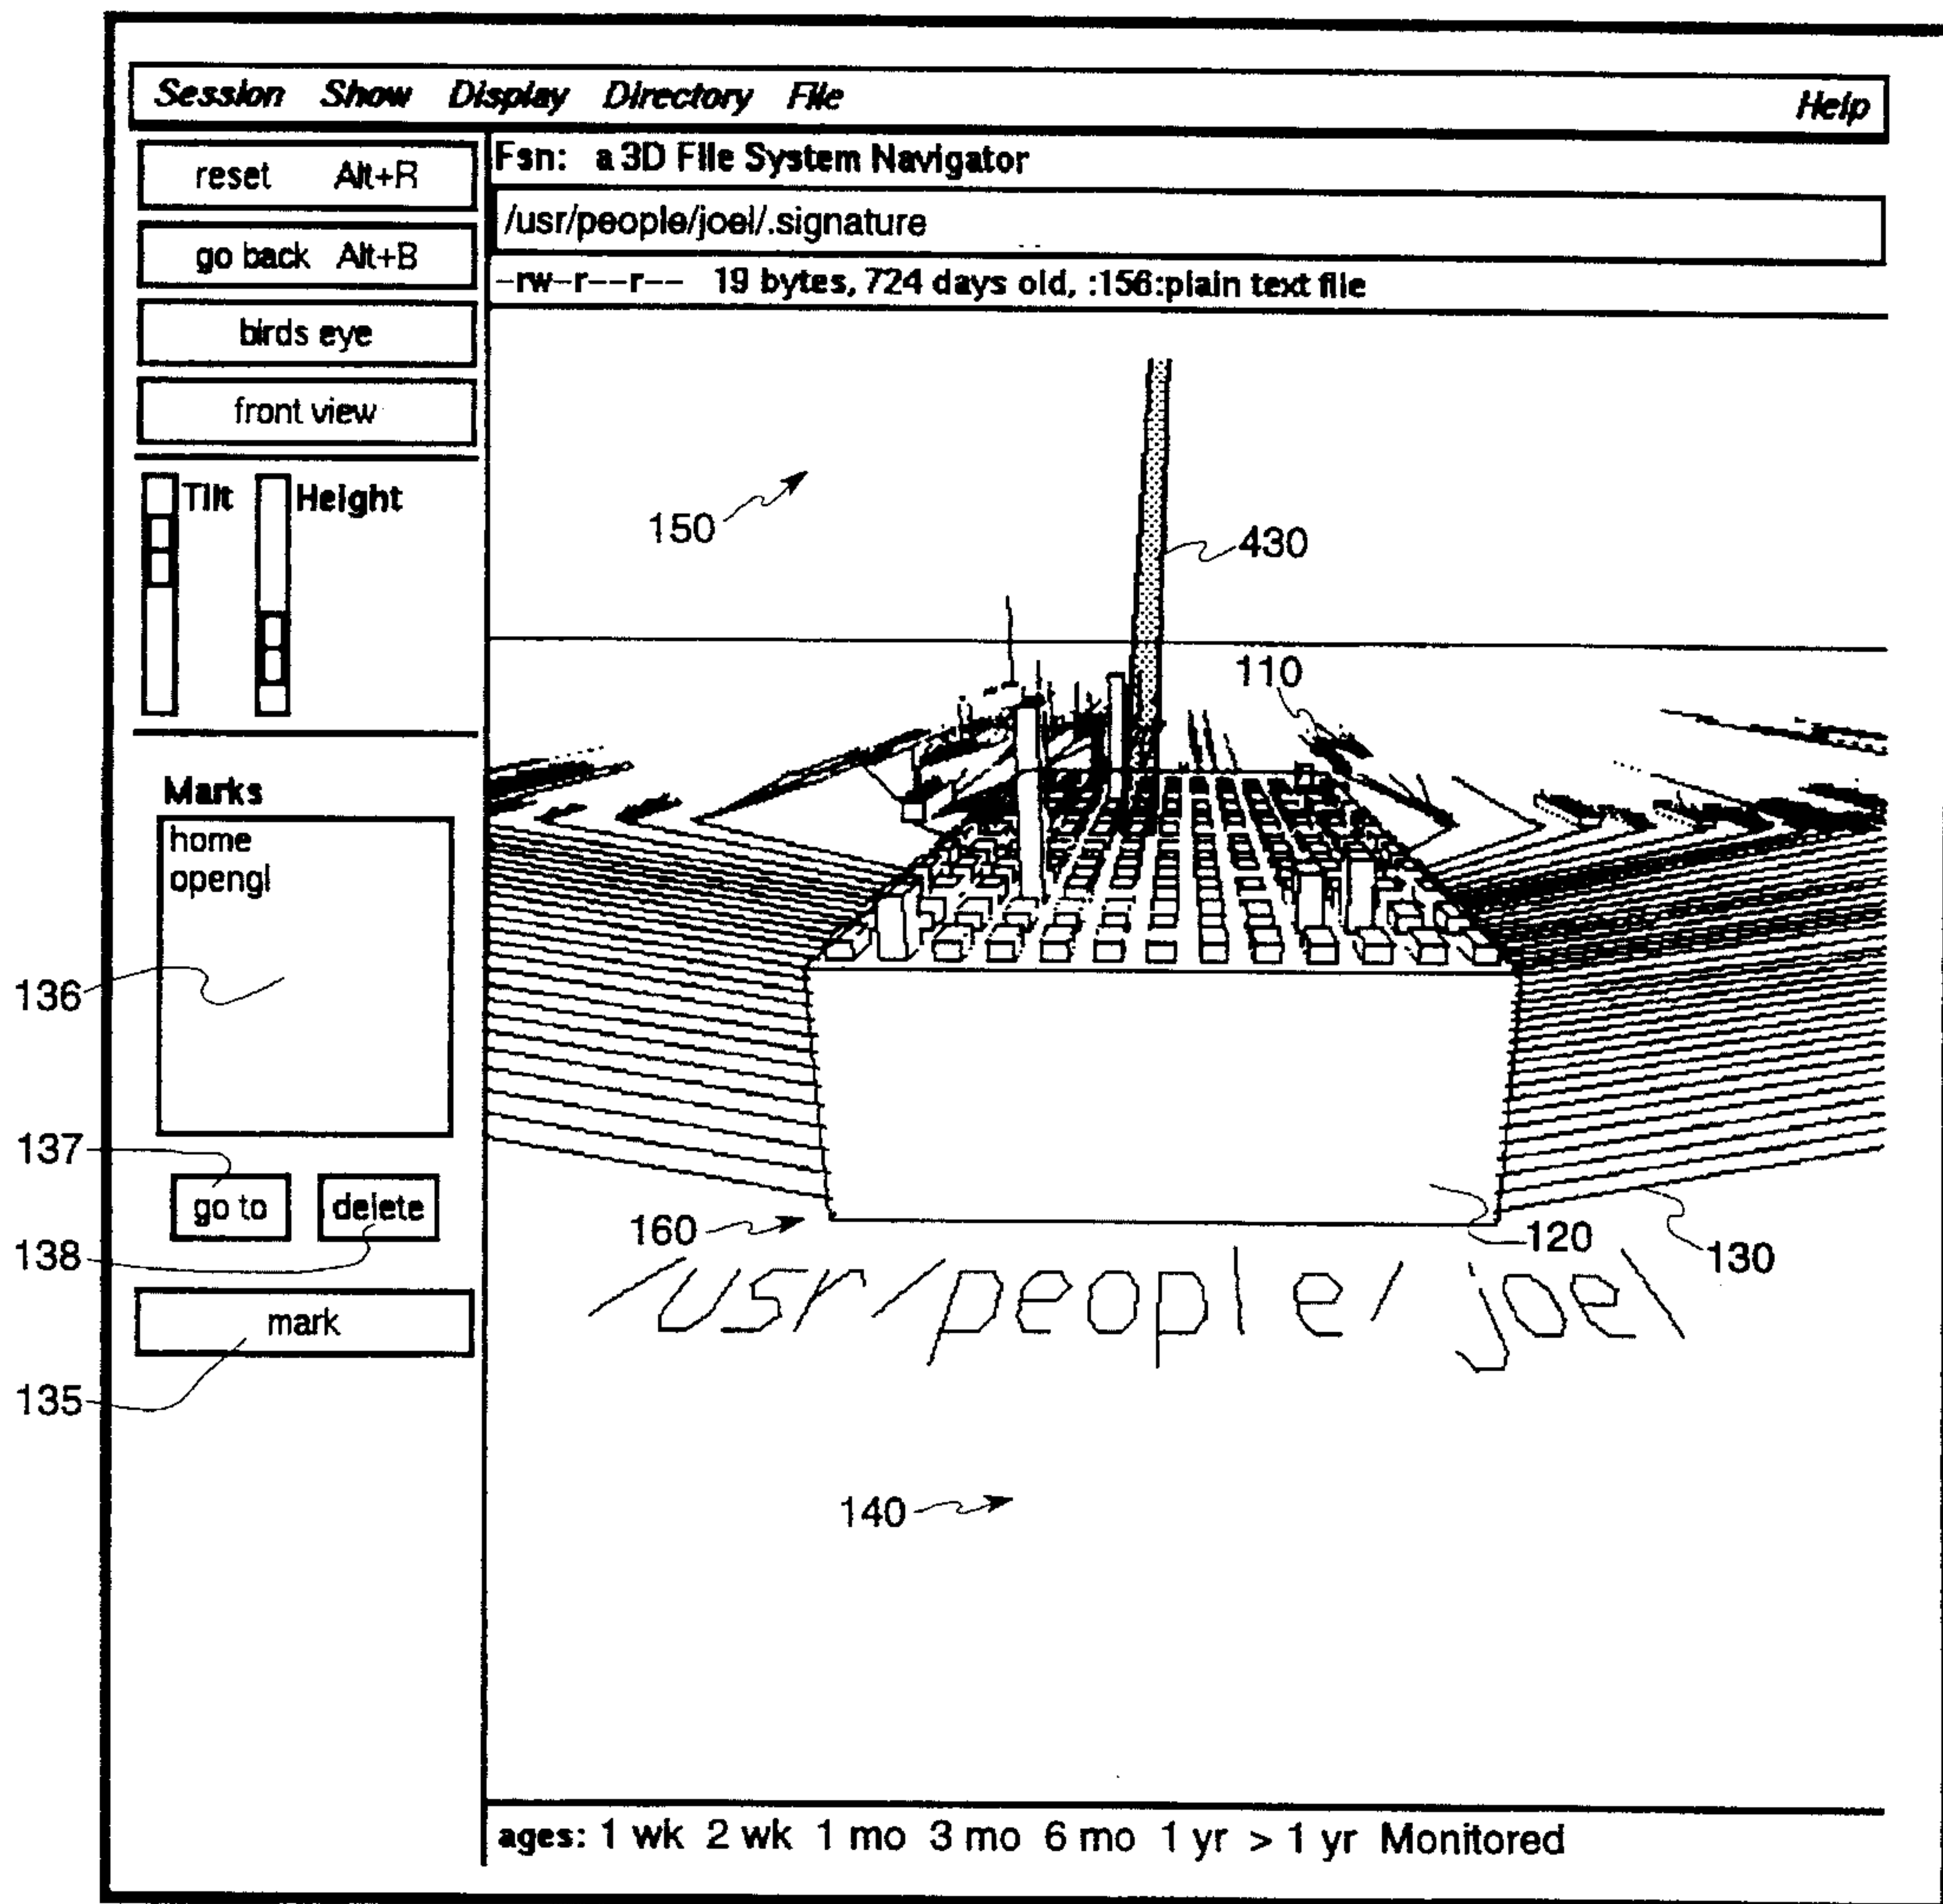 Session Show Display Directory File Help
reset Alt+R
go back Alt+B
birds eye
front view
Fsn: a 3D File System Navigator
/usr/people/joel/.signature
-rw-r--r-- 19 bytes, 724 days old, :156:plain text file
Tilt Height
150
430
110
Marks
home
opengl
136
137
go to delete
138
mark
135
160
120
130
/usr/people/joel
140
ages: 1 wk 2 wk 1 mo 3 mo 6 mo 1 yr > 1 yr Monitored